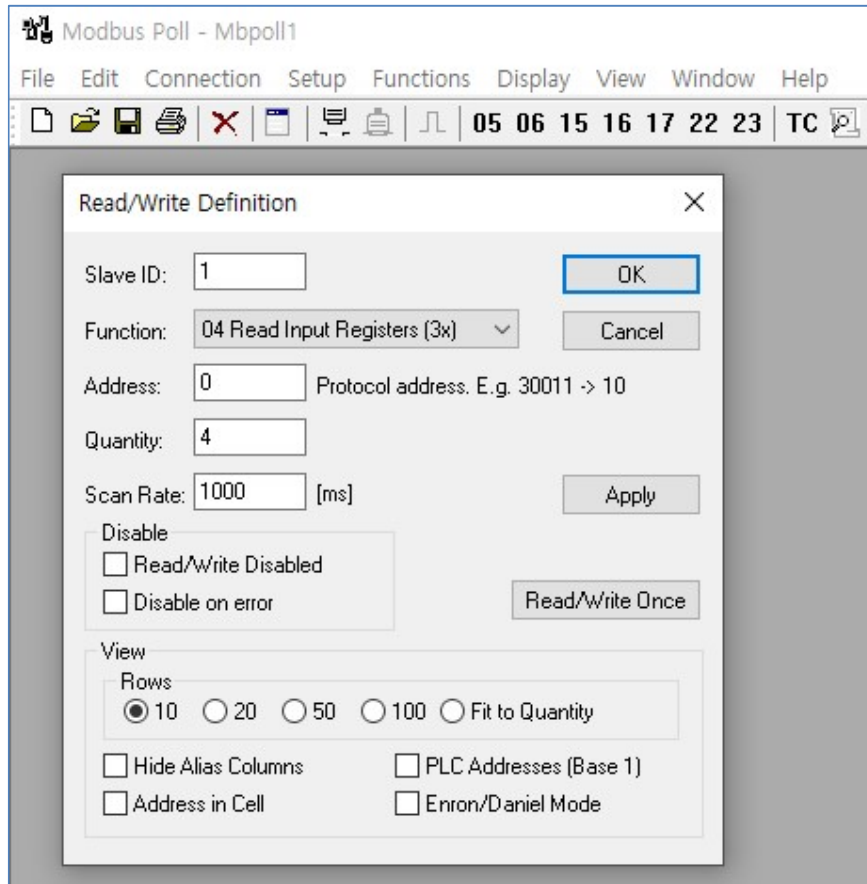 Modbus Poll - Mbpoll1
File Edit Connection Setup Functions Display View Window Help
05 06 15 16 17 22 23 TC
Read/Write Definition
Slave ID: 1 OK
Function: 04 Read Input Registers (3x) Cancel
Address: 0 Protocol address. E.g. 30011 -> 10
Quantity: 4
Scan Rate: 1000 [ms] Apply
Disable
Read/Write Disabled
Disable on error Read/Write Once
View
Rows
10 20 50 100 Fit to Quantity
Hide Alias Columns PLC Addresses (Base 1)
Address in Cell Enron/Daniel Mode